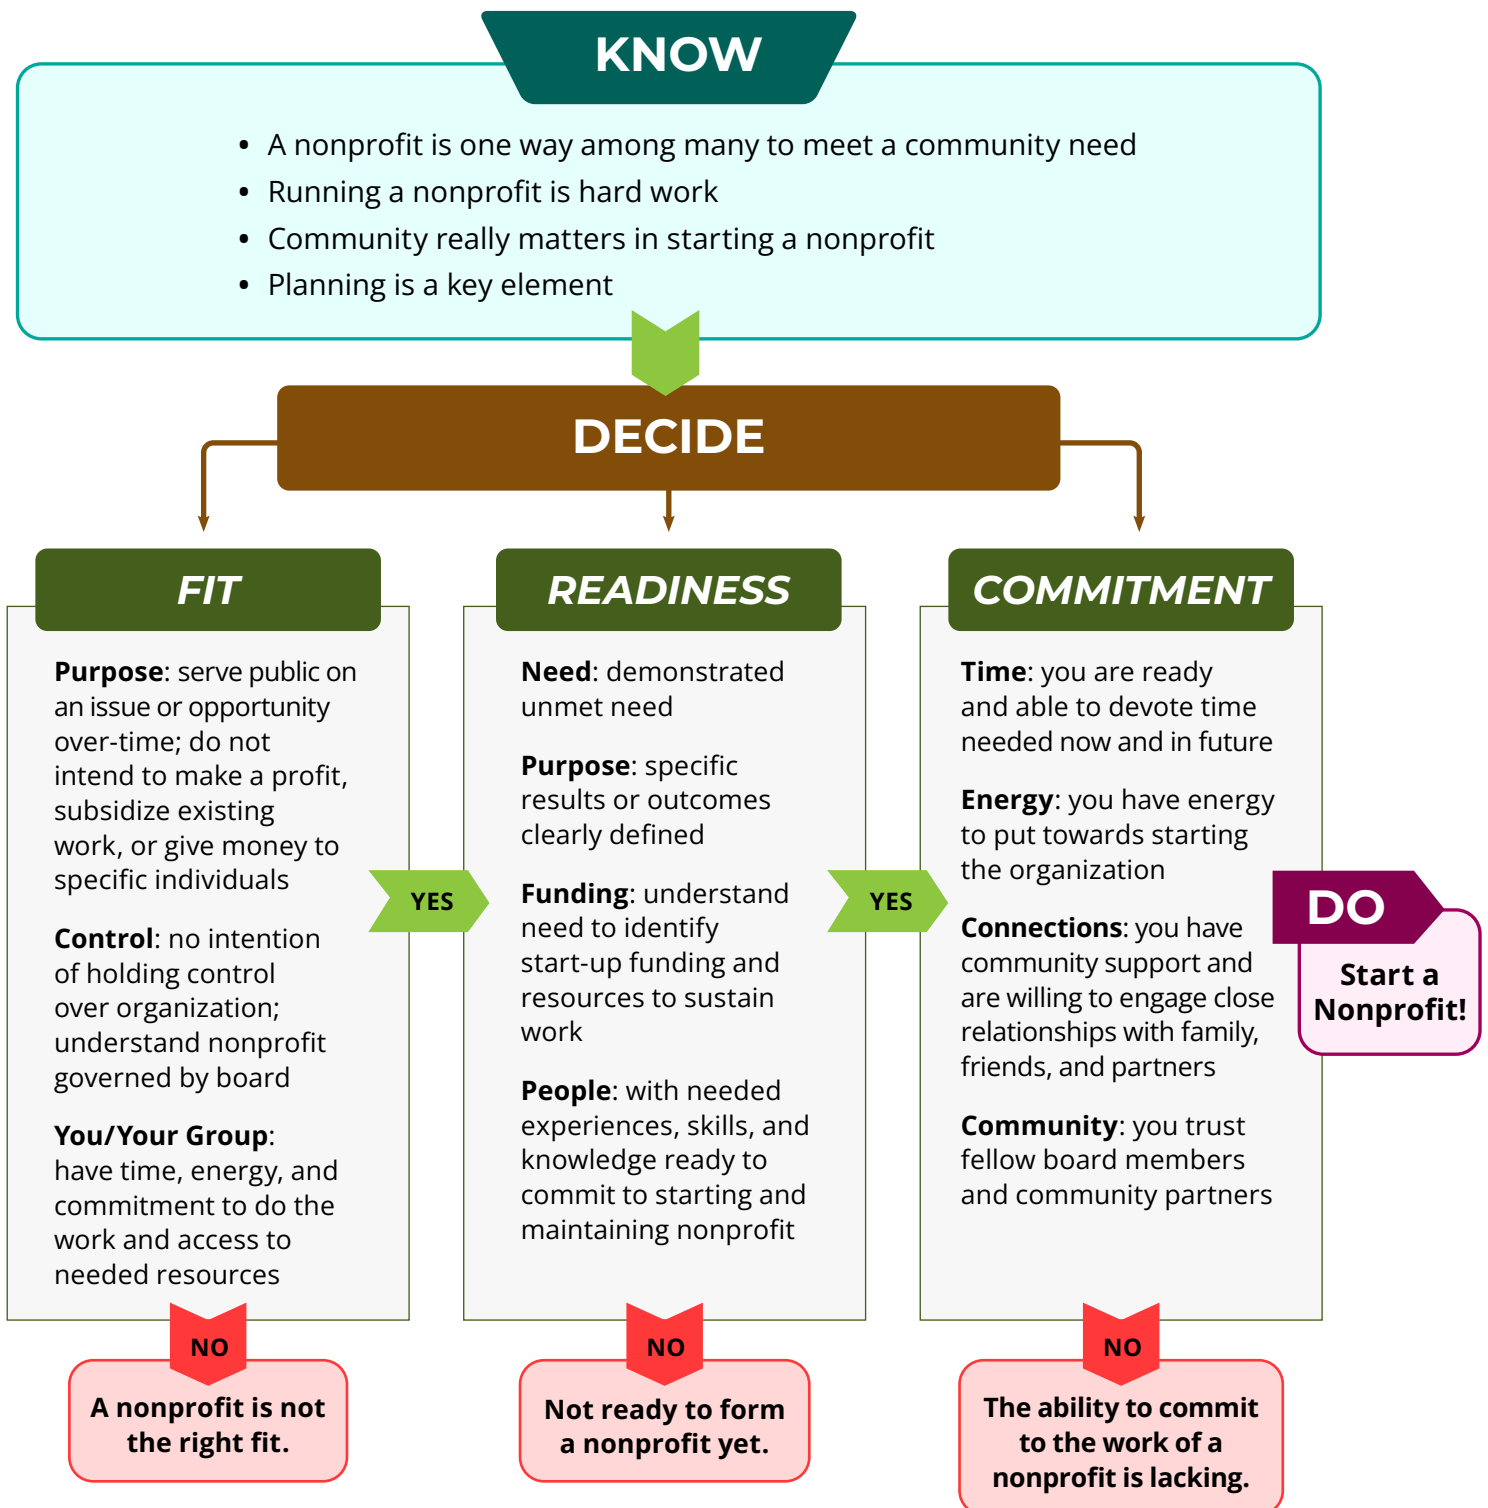 KNOW
• A nonprofit is one way among many to meet a community need
• Running a nonprofit is hard work
• Community really matters in starting a nonprofit
• Planning is a key element
DECIDE
FIT
Purpose: serve public on
an issue or opportunity
over-time; do not
intend to make a profit,
subsidize existing
work, or give money to
specific individuals
Control: no intention
of holding control
over organization;
understand nonprofit
governed by board
You/Your Group:
have time, energy, and
commitment to do the
work and access to
needed resources
NO
A nonprofit is not
the right fit.
YES
READINESS
Need: demonstrated
unmet need
Purpose: specific
results or outcomes
clearly defined
Funding: understand
need to identify
start-up funding and
resources to sustain
work
People: with needed
experiences, skills, and
knowledge ready to
commit to starting and
maintaining nonprofit
NO
Not ready to form
a nonprofit yet.
YES
COMMITMENT
Time: you are ready
and able to devote time
needed now and in future
Energy: you have energy
to put towards starting
the organization
Connections: you have
community support and
are willing to engage close
relationships with family,
friends, and partners
Community: you trust
fellow board members
and community partners
NO
The ability to commit
to the work of a
nonprofit is lacking.
DO
Start a
Nonprofit!